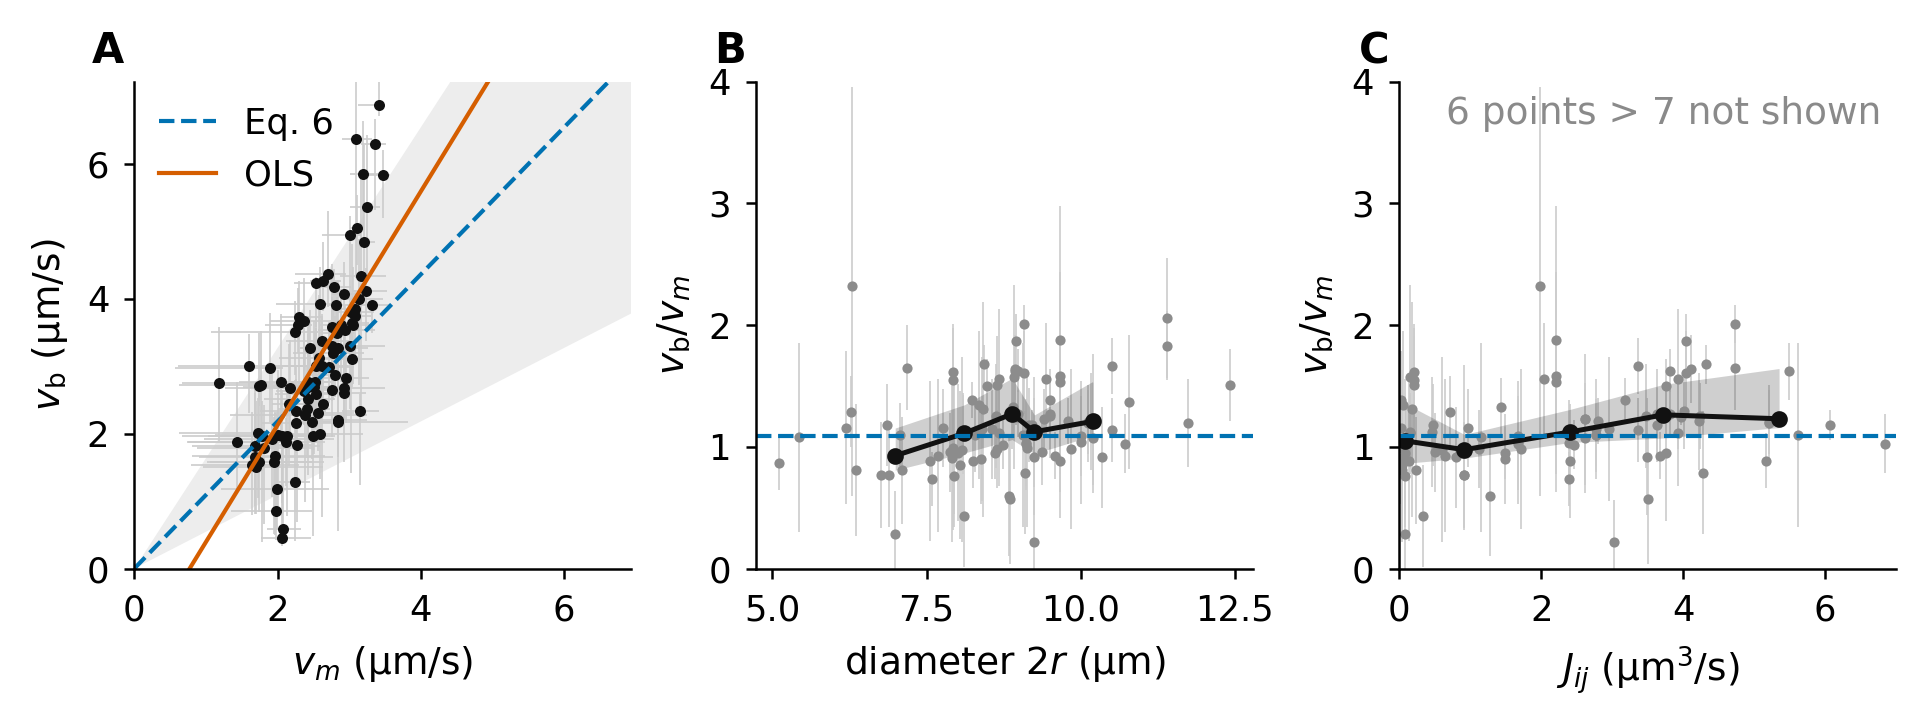 A
Eq. 6
OLS
6
4
2
0
0 2 4 6
v_b (μm/s)
v_m (μm/s)
B
4
3
2
1
0
5.0 7.5 10.0 12.5
v_b/v_m
diameter 2r (μm)
C
6 points > 7 not shown
4
3
2
1
0
0 2 4 6
v_b/v_m
J_ij (μm³/s)